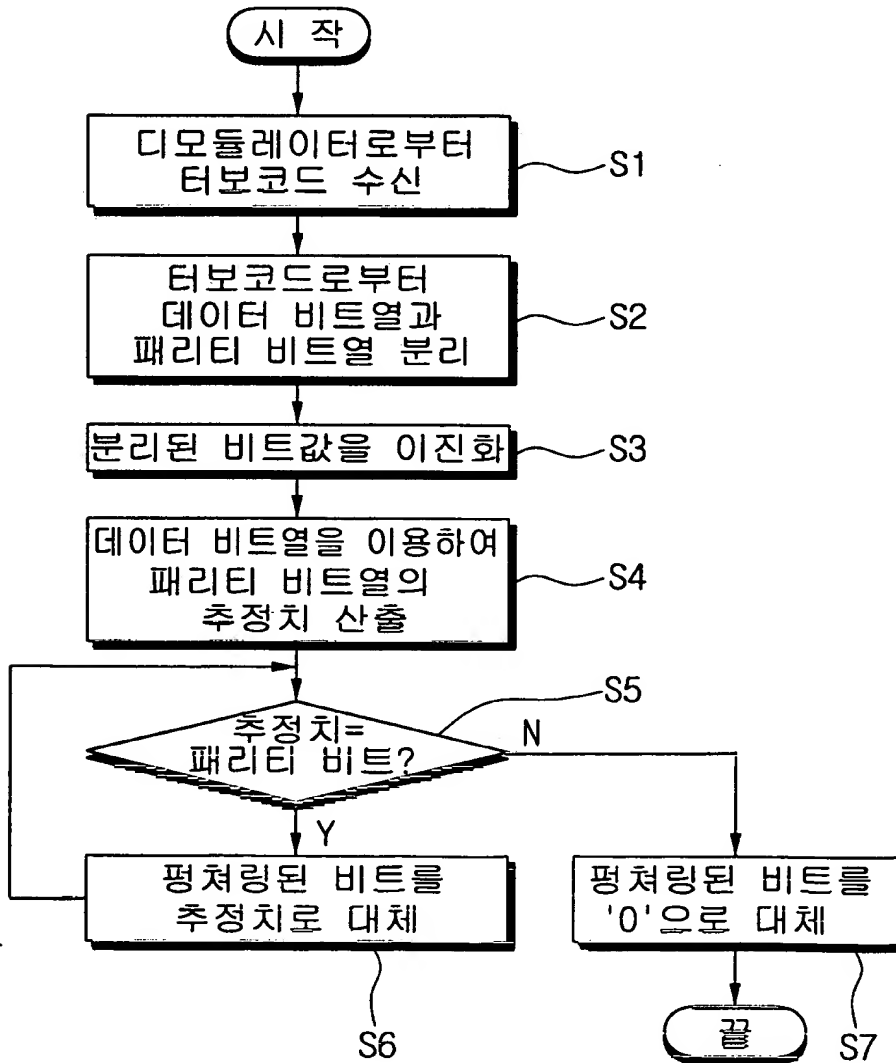 시 작
디모듈레이터로부터
터보코드 수신
S1
터보코드로부터
데이터 비트열과
패리티 비트열 분리
S2
분리된 비트값을 이진화
S3
데이터 비트열을 이용하여
패리티 비트열의
추정치 산출
S4
추정치=
패리티 비트?
S5
N
Y
펑쳐링된 비트를
추정치로 대체
S6
펑쳐링된 비트를
'0'으로 대체
S7
끝